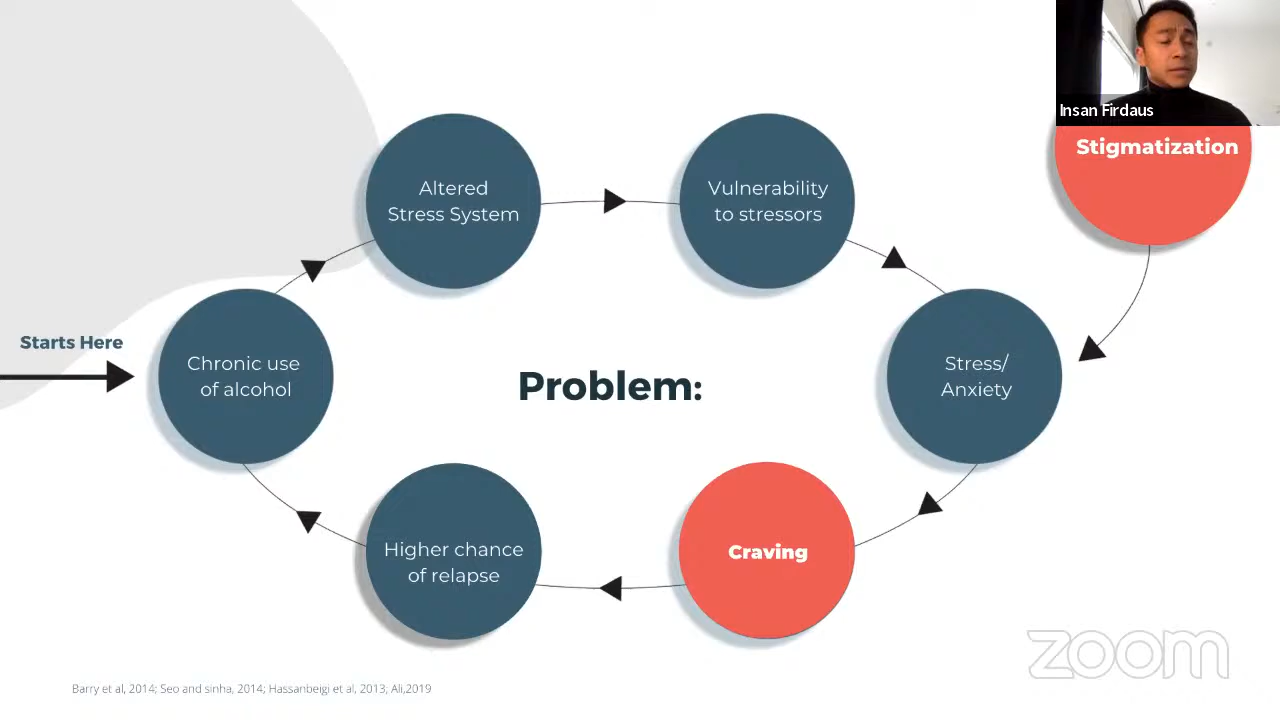 Insan Firdaus
Stigmatization
Altered
Stress System
Vulnerability
to stressors
Starts Here
Chronic use
of alcohol
Problem:
Stress/
Anxiety
Higher chance
of relapse
Craving
zoom
Barry et al, 2014; Seo and sinha, 2014; Hassanbeigi et al, 2013; Ali,2019